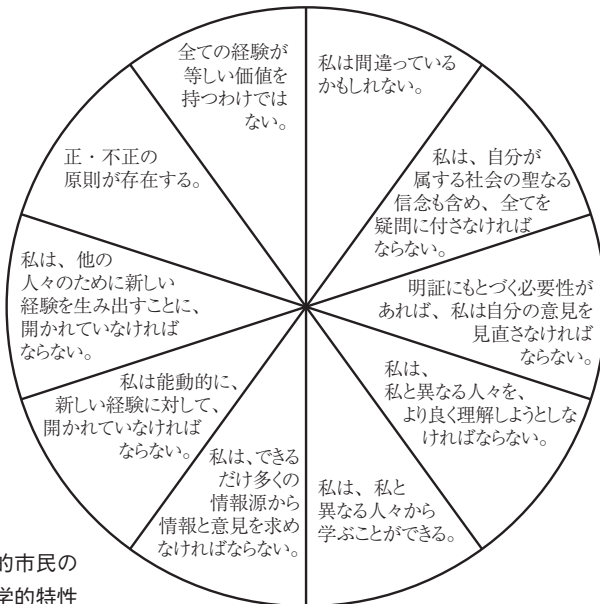 私は間違っている
かもしれない。
私は、自分が
属する社会の聖なる
信念も含め、全てを
疑問に付さなければ
ならない。
明証にもとづく必要性が
あれば、私は自分の意見を
見直さなければ
ならない。
私は、
私と異なる人々を、
より良く理解しようとしな
ければならない。
私は、私と
異なる人々から
学ぶことができる。
私は、できる
だけ多くの
情報源から
情報と意見を求め
なければならない。
私は能動的に、
新しい経験に対して、
開かれていなければ
ならない。
私は、他の
人々のために新しい
経験を生み出すことに、
開かれていなければ
ならない。
正・不正の
原則が存在する。
全ての経験が
等しい価値を
持つわけでは
ない。
的市民の
学的特性